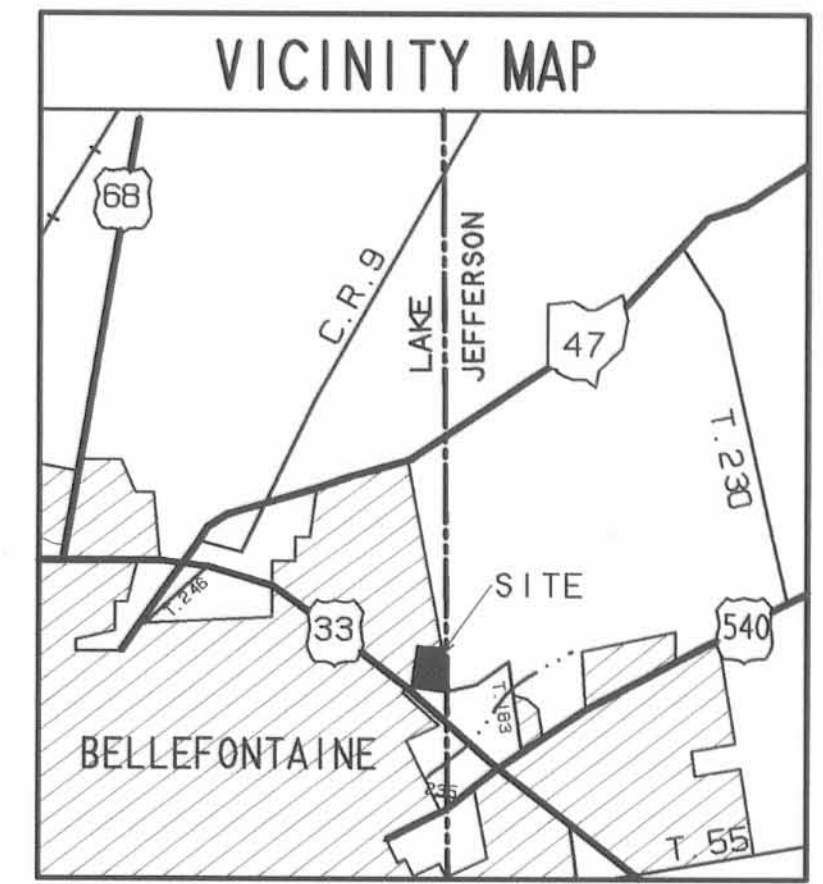 VICINITY MAP
68
C.R. 9
LAKE
JEFFERSON
47
T. 230
SITE
T. 246
33
540
T. 183
BELLEFONTAINE
235
T. 55